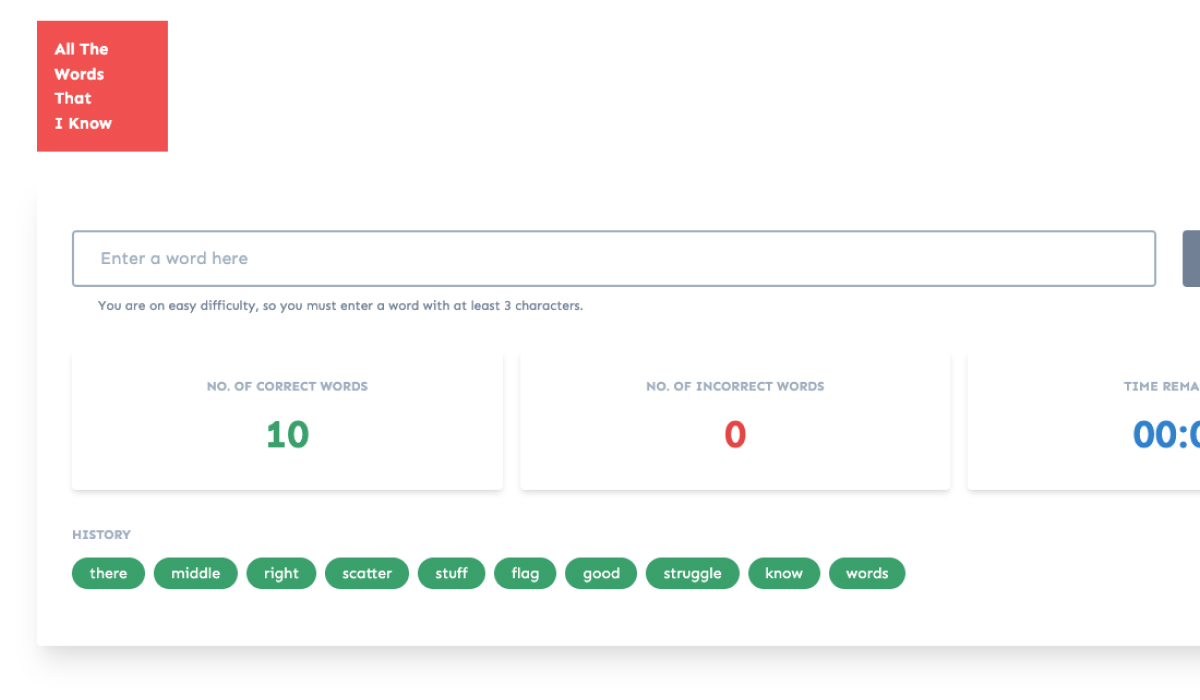 All The
Words
That
I Know
Enter a word here
You are on easy difficulty, so you must enter a word with at least 3 characters.
NO. OF CORRECT WORDS
NO. OF INCORRECT WORDS
TIME REMA
10
0
00:0
HISTORY
there middle right scatter stuff flag good struggle know words